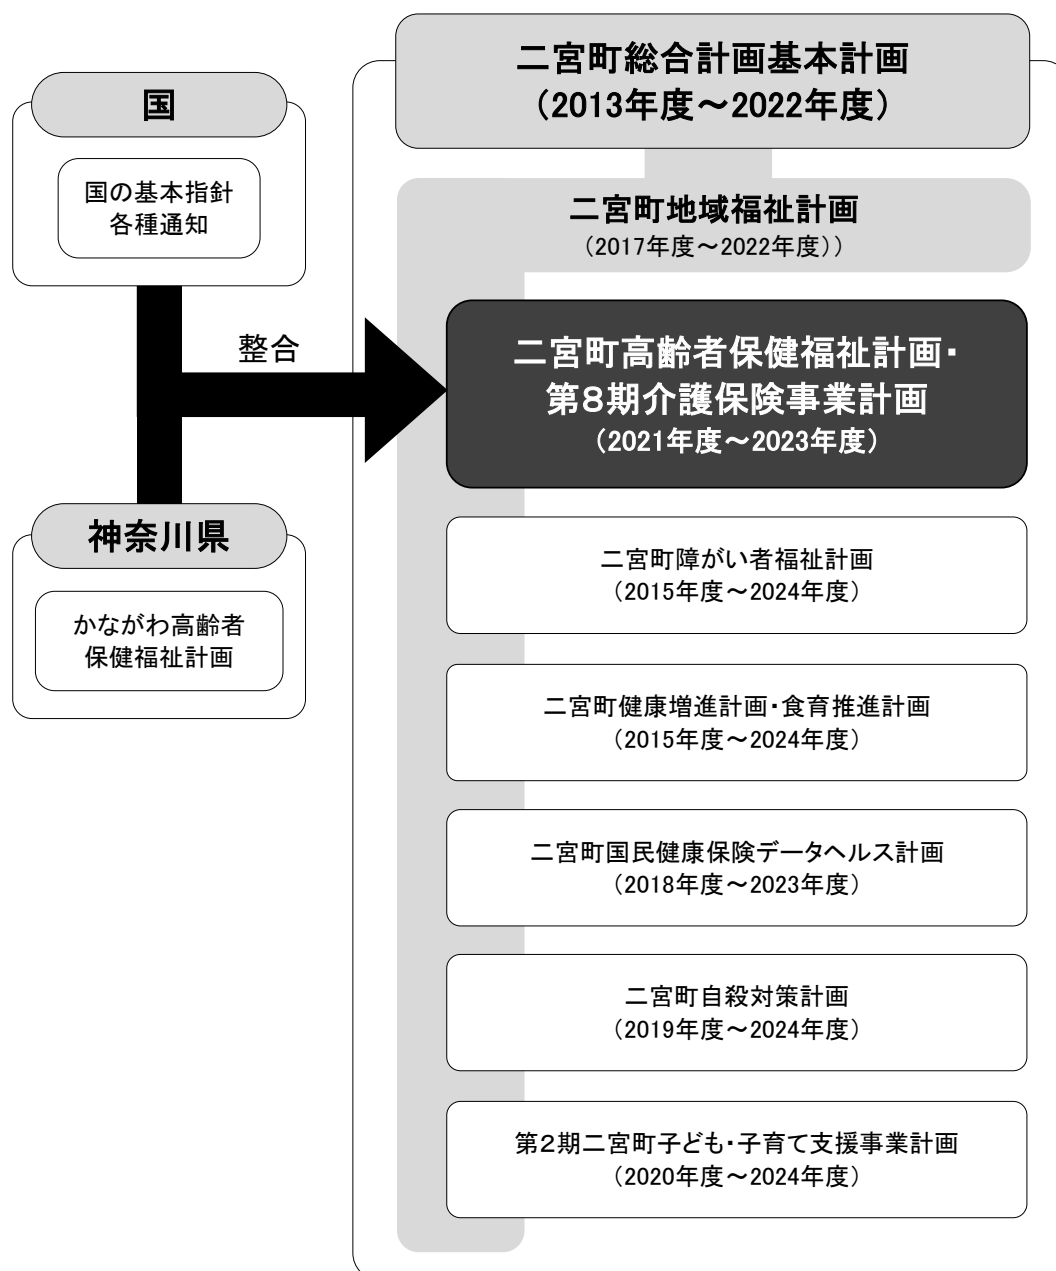 二宮町総合計画基本計画
（2013年度～2022年度）
国
国の基本指針
各種通知
二宮町地域福祉計画
（2017年度～2022年度））
整合
二宮町高齢者保健福祉計画・
第８期介護保険事業計画
（2021年度～2023年度）
神奈川県
かながわ高齢者
保健福祉計画
二宮町障がい者福祉計画
（2015年度～2024年度）
二宮町健康増進計画・食育推進計画
（2015年度～2024年度）
二宮町国民健康保険データヘルス計画
（2018年度～2023年度）
二宮町自殺対策計画
（2019年度～2024年度）
第２期二宮町子ども・子育て支援事業計画
（2020年度～2024年度）